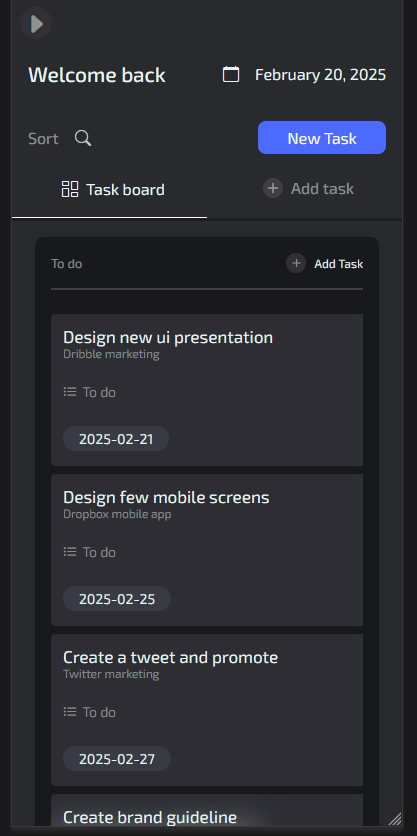 Welcome back
February 20, 2025
Sort
New Task
Task board
Add task
To do
Add Task
Design new ui presentation
Dribble marketing
To do
2025-02-21
Design few mobile screens
Dropbox mobile app
To do
2025-02-25
Create a tweet and promote
Twitter marketing
To do
2025-02-27
Create brand guideline